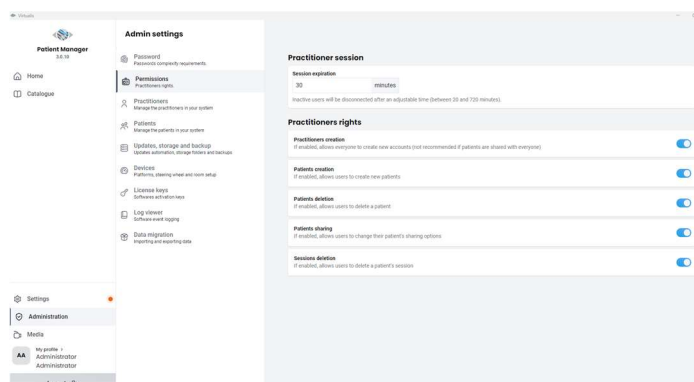 Virtualis
Patient Manager
3.6.16
Home
Catalogue
Settings
Administration
Media
AA
My profile
Administrator
Administrator
Admin settings
Password
Passwords complexity requirements.
Permissions
Practitioners rights.
Practitioners
Manage the practitioners in your system
Patients
Manage the patients in your system
Updates, storage and backup
Updates automation, storage folders and backups
Devices
Platforms, steering wheel and room setup
License keys
Softwares activation keys
Log viewer
Software event logging
Data migration
Importing and exporting data
Practitioner session
Session expiration
30 minutes
Inactive users will be disconnected after an adjustable time (between 20 and 720 minutes).
Practitioners rights
Practitioners creation
If enabled, allows everyone to create new accounts (not recommended if patients are shared with everyone)
Patients creation
If enabled, allows users to create new patients
Patients deletion
If enabled, allows users to delete a patient
Patients sharing
If enabled, allows users to change their patient's sharing options
Sessions deletion
If enabled, allows users to delete a patient's session